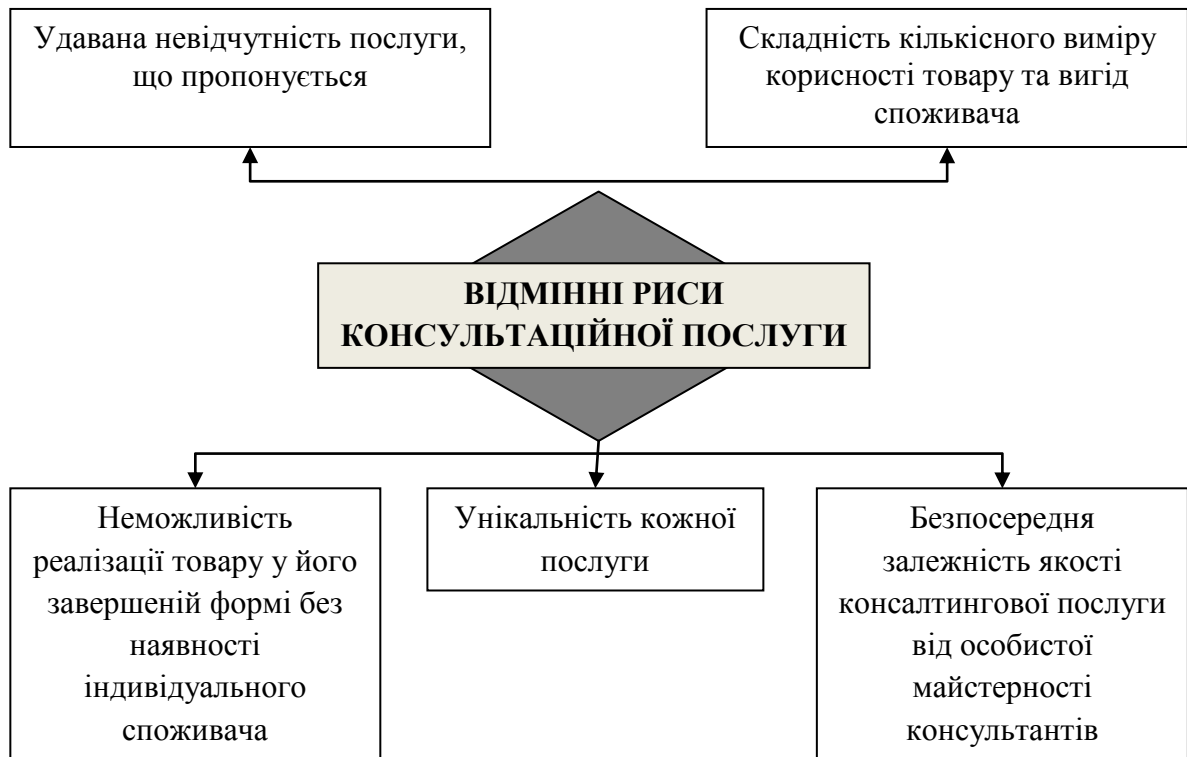 Удавана невідчутність послуги,
що пропонується
Складність кількісного виміру
корисності товару та вигід
споживача
ВІДМІННІ РИСИ
КОНСУЛЬТАЦІЙНОЇ ПОСЛУГИ
Неможливість
реалізації товару у його
завершеній формі без
наявності
індивідуального
споживача
Унікальність кожної
послуги
Безпосередня
залежність якості
консалтингової послуги
від особистої
майстерності
консультантів